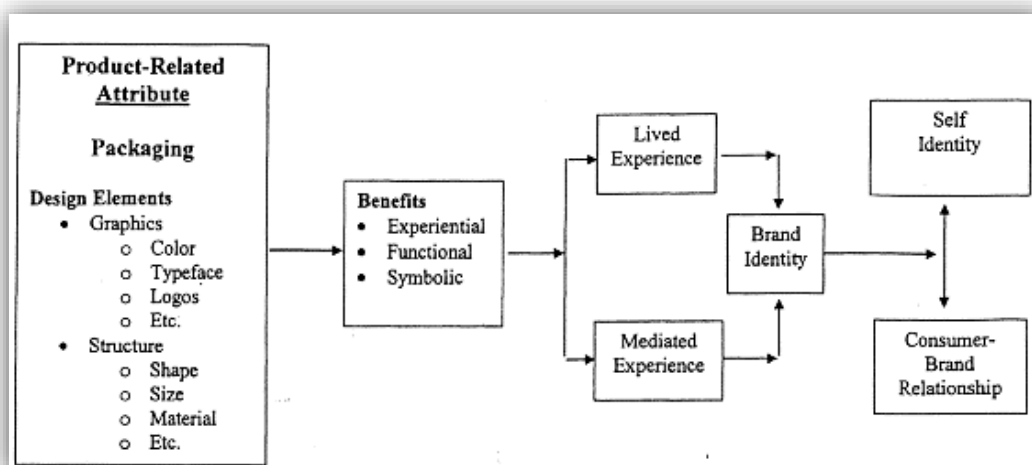 Product-Related
Attribute
Packaging
Design Elements
• Graphics
o Color
o Typeface
o Logos
o Etc.
• Structure
o Shape
o Size
o Material
o Etc.
Benefits
• Experiential
• Functional
• Symbolic
Lived
Experience
Mediated
Experience
Brand
Identity
Self
Identity
Consumer-
Brand
Relationship